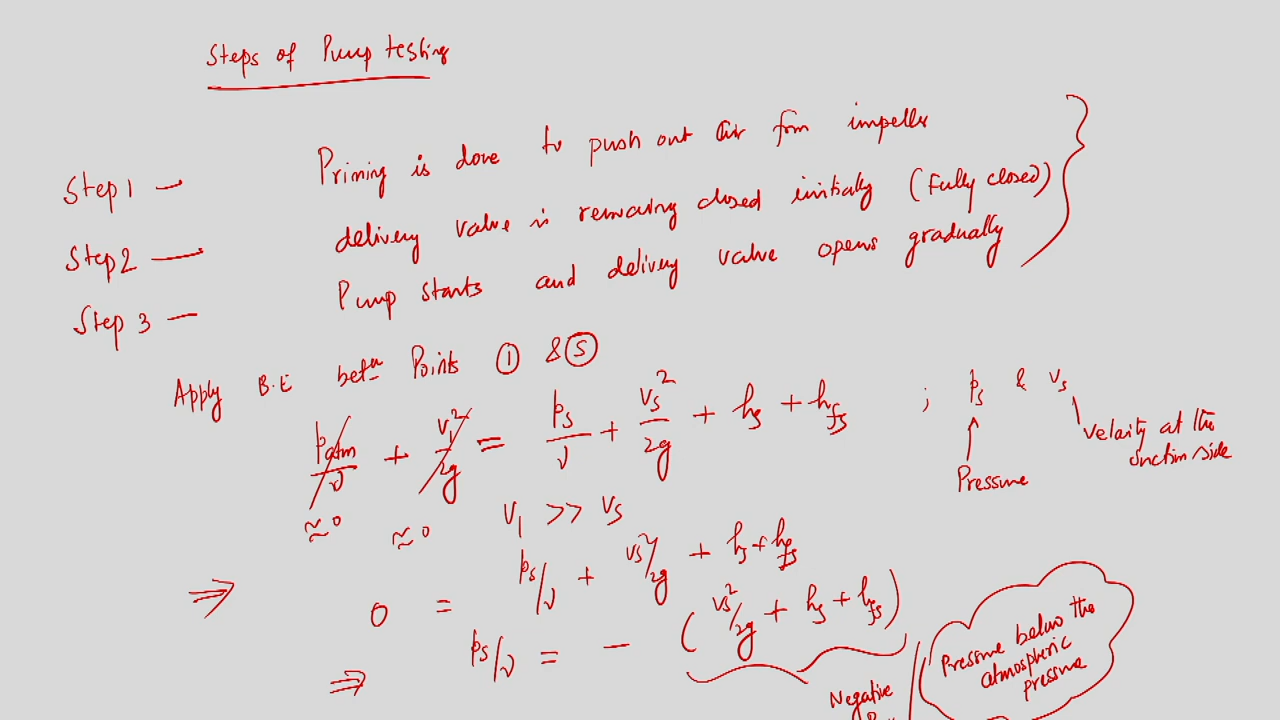 Steps of Pump testing
Step 1 — Priming is done to push out air form impeller
Step 2 — delivery valve is remaining closed initially (Fully closed)
Step 3 — Pump starts and delivery valve opens gradually
Apply B.E betn Points ① & ⑤
patm/ν + v₁²/2g = ps/ν + vs²/2g + hs + hfs ; ps & vs
≈0 ≈0 v₁ >> vs
Pressure
velocity at the suction side
⇒ 0 = ps/ν + vs²/2g + hs + hfs
⇒ ps/ν = − (vs²/2g + hs + hfs)
Negative
Pressure below the
atmospheric
pressure